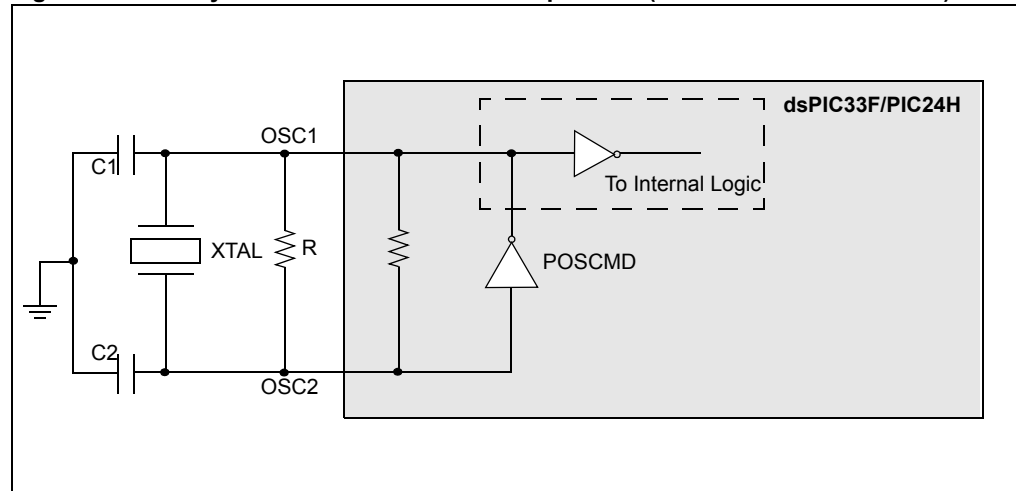 dsPIC33F/PIC24H
OSC1
C1
To Internal Logic
XTAL
R
POSCMD
C2
OSC2